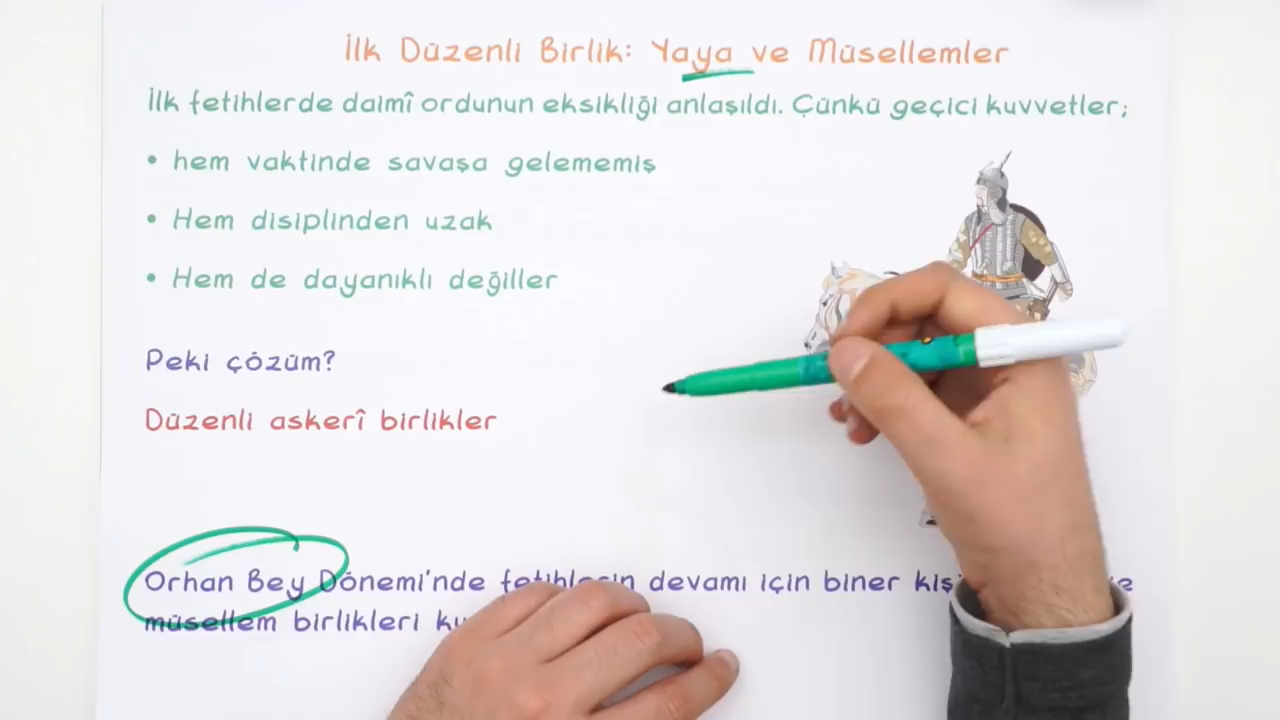 İlk Düzenli Birlik: Yaya ve Müsellemler
İlk fetihlerde daimî ordunun eksikliği anlaşıldı. Çünkü geçici kuvvetler;
• hem vaktinde savaşa gelememiş
• Hem disiplinden uzak
• Hem de dayanıklı değiller
Peki çözüm?
Düzenli askerî birlikler
Orhan Bey Dönemi'nde fetihlerin devamı için biner
müsellem birlikleri